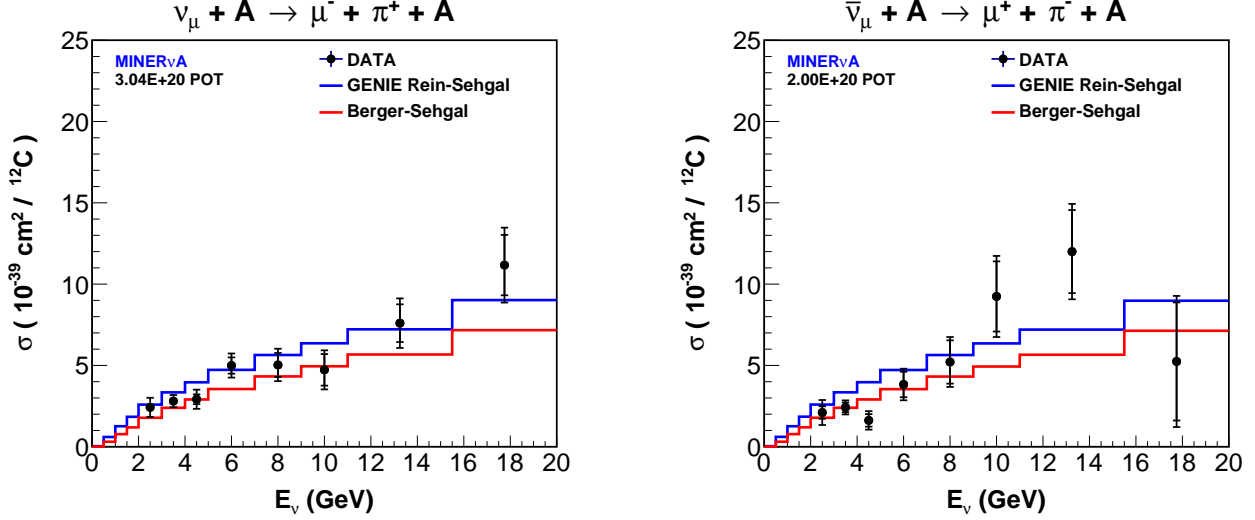 ν_μ + A → μ⁻ + π⁺ + A
25
20
15
10
5
0
MINERνA
3.04E+20 POT
DATA
GENIE Rein-Sehgal
Berger-Sehgal
σ ( 10⁻³⁹ cm² / ¹²C)
0 2 4 6 8 10 12 14 16 18 20
E_ν (GeV)
ν̅_μ + A → μ⁺ + π⁻ + A
25
20
15
10
5
0
MINERνA
2.00E+20 POT
DATA
GENIE Rein-Sehgal
Berger-Sehgal
σ ( 10⁻³⁹ cm² / ¹²C)
0 2 4 6 8 10 12 14 16 18 20
E_ν (GeV)